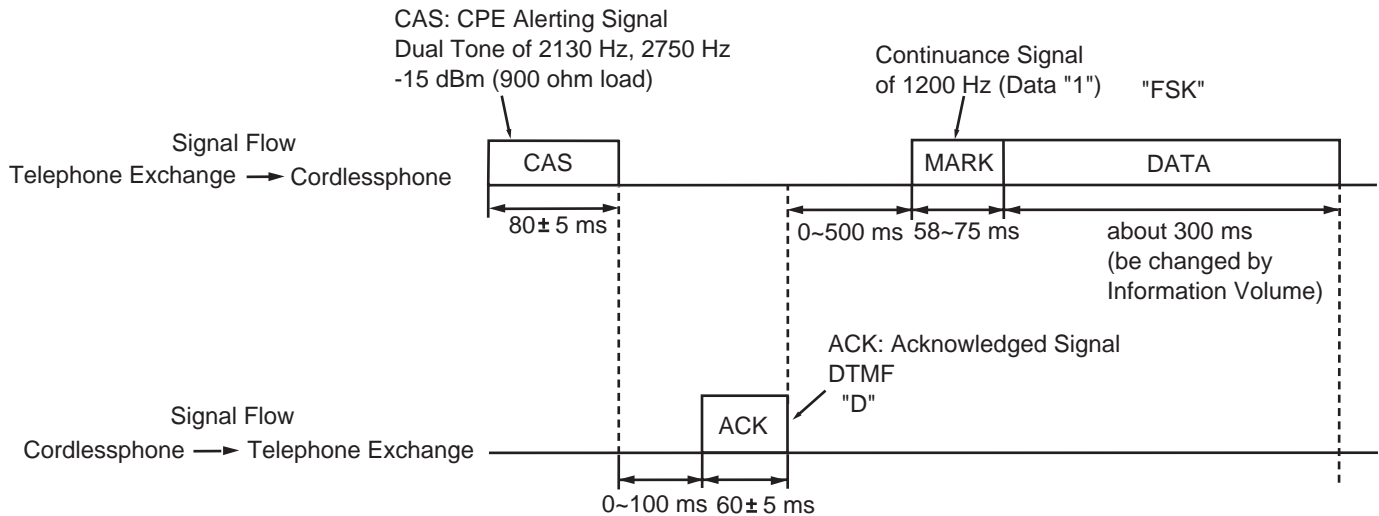 CAS: CPE Alerting Signal
Dual Tone of 2130 Hz, 2750 Hz
-15 dBm (900 ohm load)
Continuance Signal
of 1200 Hz (Data "1")
"FSK"
Signal Flow
Telephone Exchange → Cordlessphone
CAS
MARK
DATA
80± 5 ms
0~500 ms
58~75 ms
about 300 ms
(be changed by
Information Volume)
ACK: Acknowledged Signal
DTMF
"D"
Signal Flow
Cordlessphone → Telephone Exchange
ACK
0~100 ms
60± 5 ms